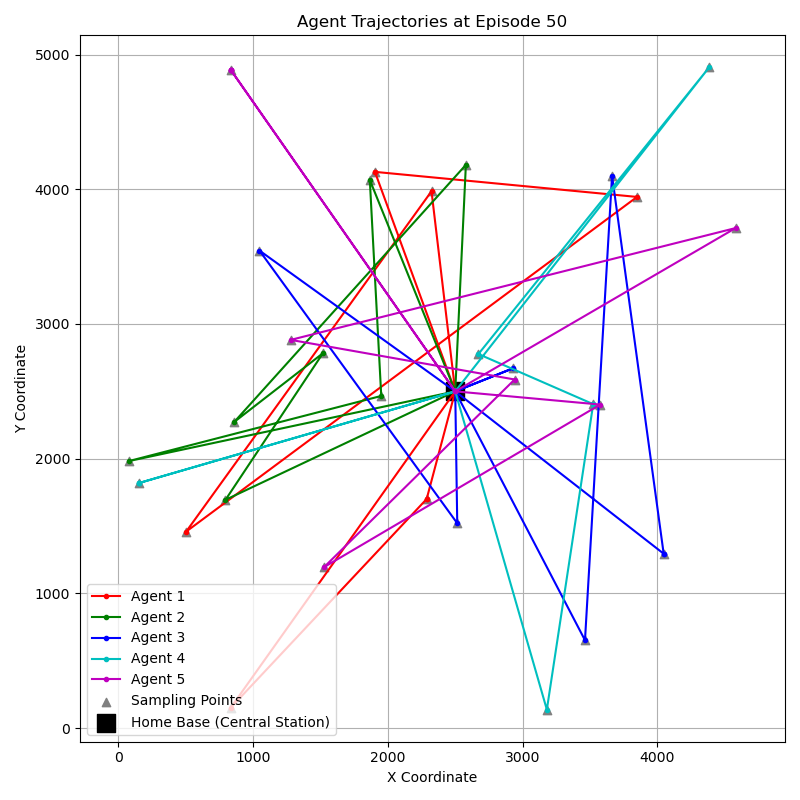 Agent Trajectories at Episode 50
Y Coordinate
5000
4000
3000
2000
1000
0
Agent 1
Agent 2
Agent 3
Agent 4
Agent 5
Sampling Points
Home Base (Central Station)
0 1000 2000 3000 4000
X Coordinate